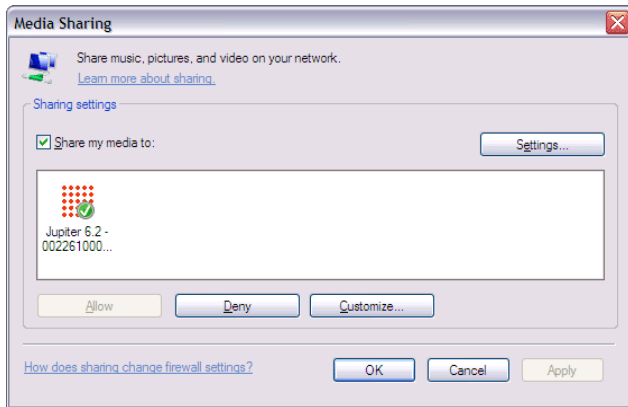 Media Sharing
Share music, pictures, and video on your network.
Learn more about sharing.
Sharing settings
Share my media to:
Settings...
Jupiter 6.2 -
002261000...
Allow
Deny
Customize...
How does sharing change firewall settings?
OK
Cancel
Apply